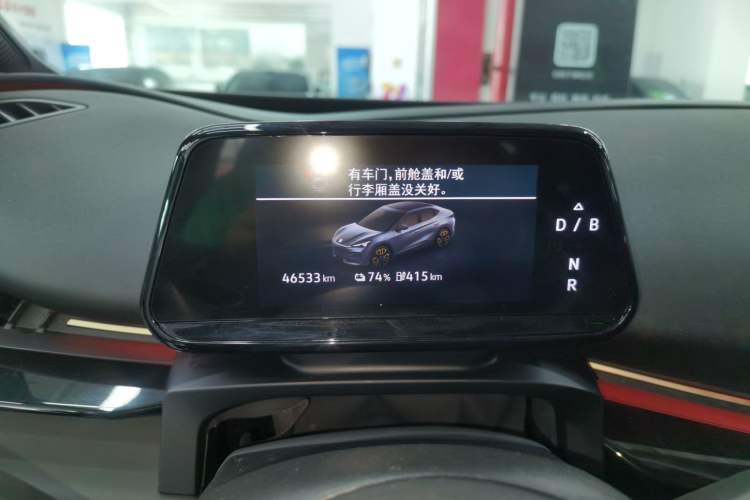 有车门,前舱盖和/或
行李厢盖没关好。
D / B
46533 km 74% 415 km
N
R